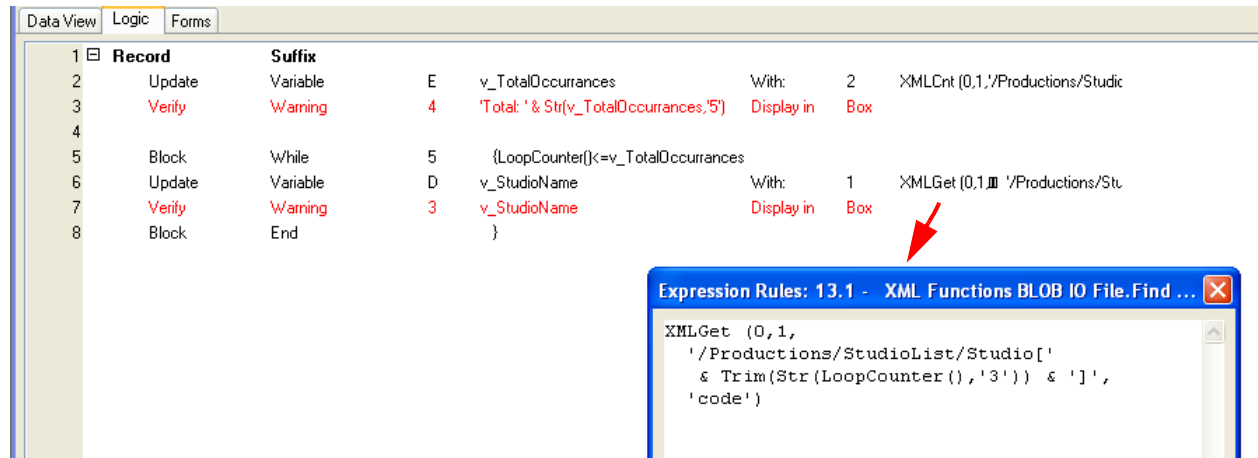 Data View Logic Forms
1 Record Suffix
2 Update Variable E v_TotalOccurrances With: 2 XMLCnt (0,1,'/Productions/Studic
3 Verify Warning 4 'Total: ' & Str(v_TotalOccurrances,'5') Display in Box
4
5 Block While 5 {LoopCounter()<=v_TotalOccurrances
6 Update Variable D v_StudioName With: 1 XMLGet (0,1, '/Productions/Stu
7 Verify Warning 3 v_StudioName Display in Box
8 Block End }
Expression Rules: 13.1 - XML Functions BLOB IO File.Find ...
XMLGet (0,1,
'/Productions/StudioList/Studio['
& Trim(Str(LoopCounter(),'3')) & ']',
'code')